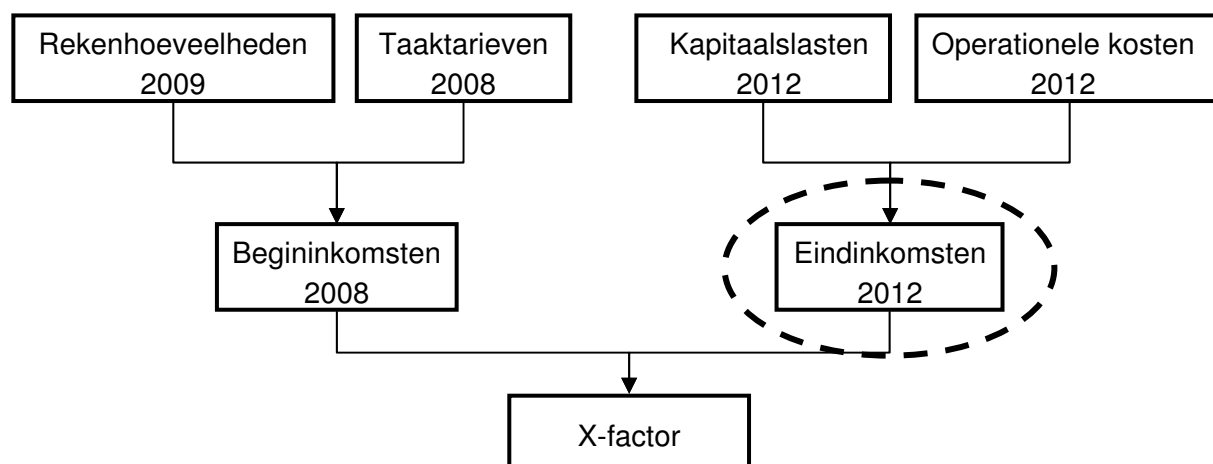 Rekenhoeveelheden
2009
Taaktarieven
2008
Kapitaalslasten
2012
Operationele kosten
2012
Begininkomsten
2008
Eindinkomsten
2012
X-factor